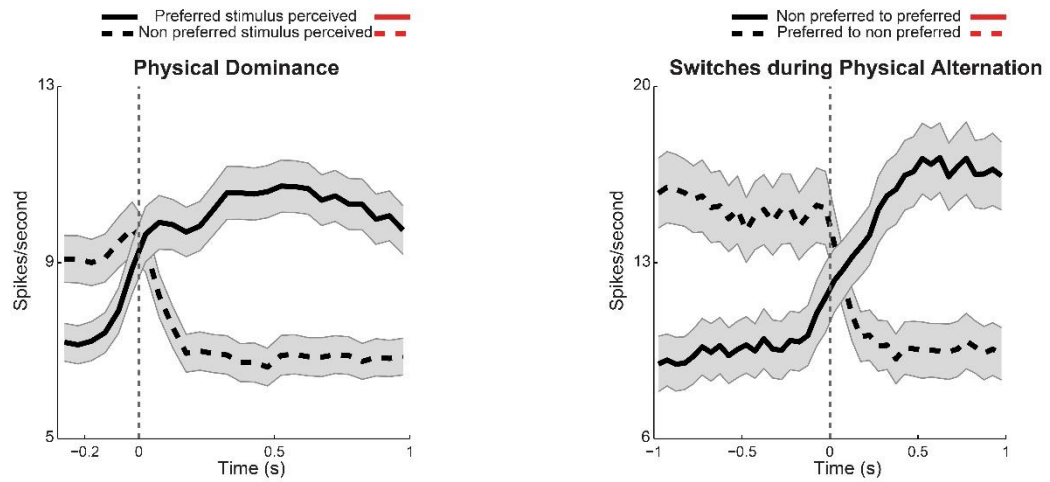 Preferred stimulus perceived
Non preferred stimulus perceived
Physical Dominance
13
9
5
Spikes/second
−0.2
0
0.5
1
Time (s)
Non preferred to preferred
Preferred to non preferred
Switches during Physical Alternation
20
13
6
Spikes/second
−1
−0.5
0
0.5
1
Time (s)